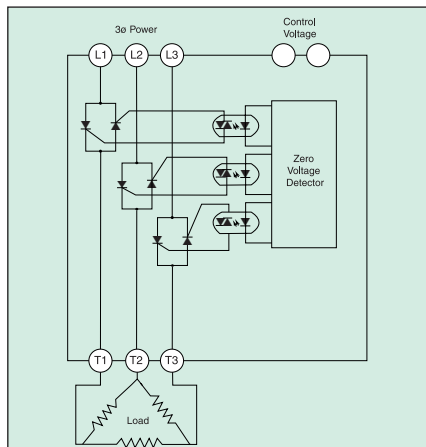 3ø Power
Control
Voltage
L1 L2 L3
Zero
Voltage
Detector
T1 T2 T3
Load